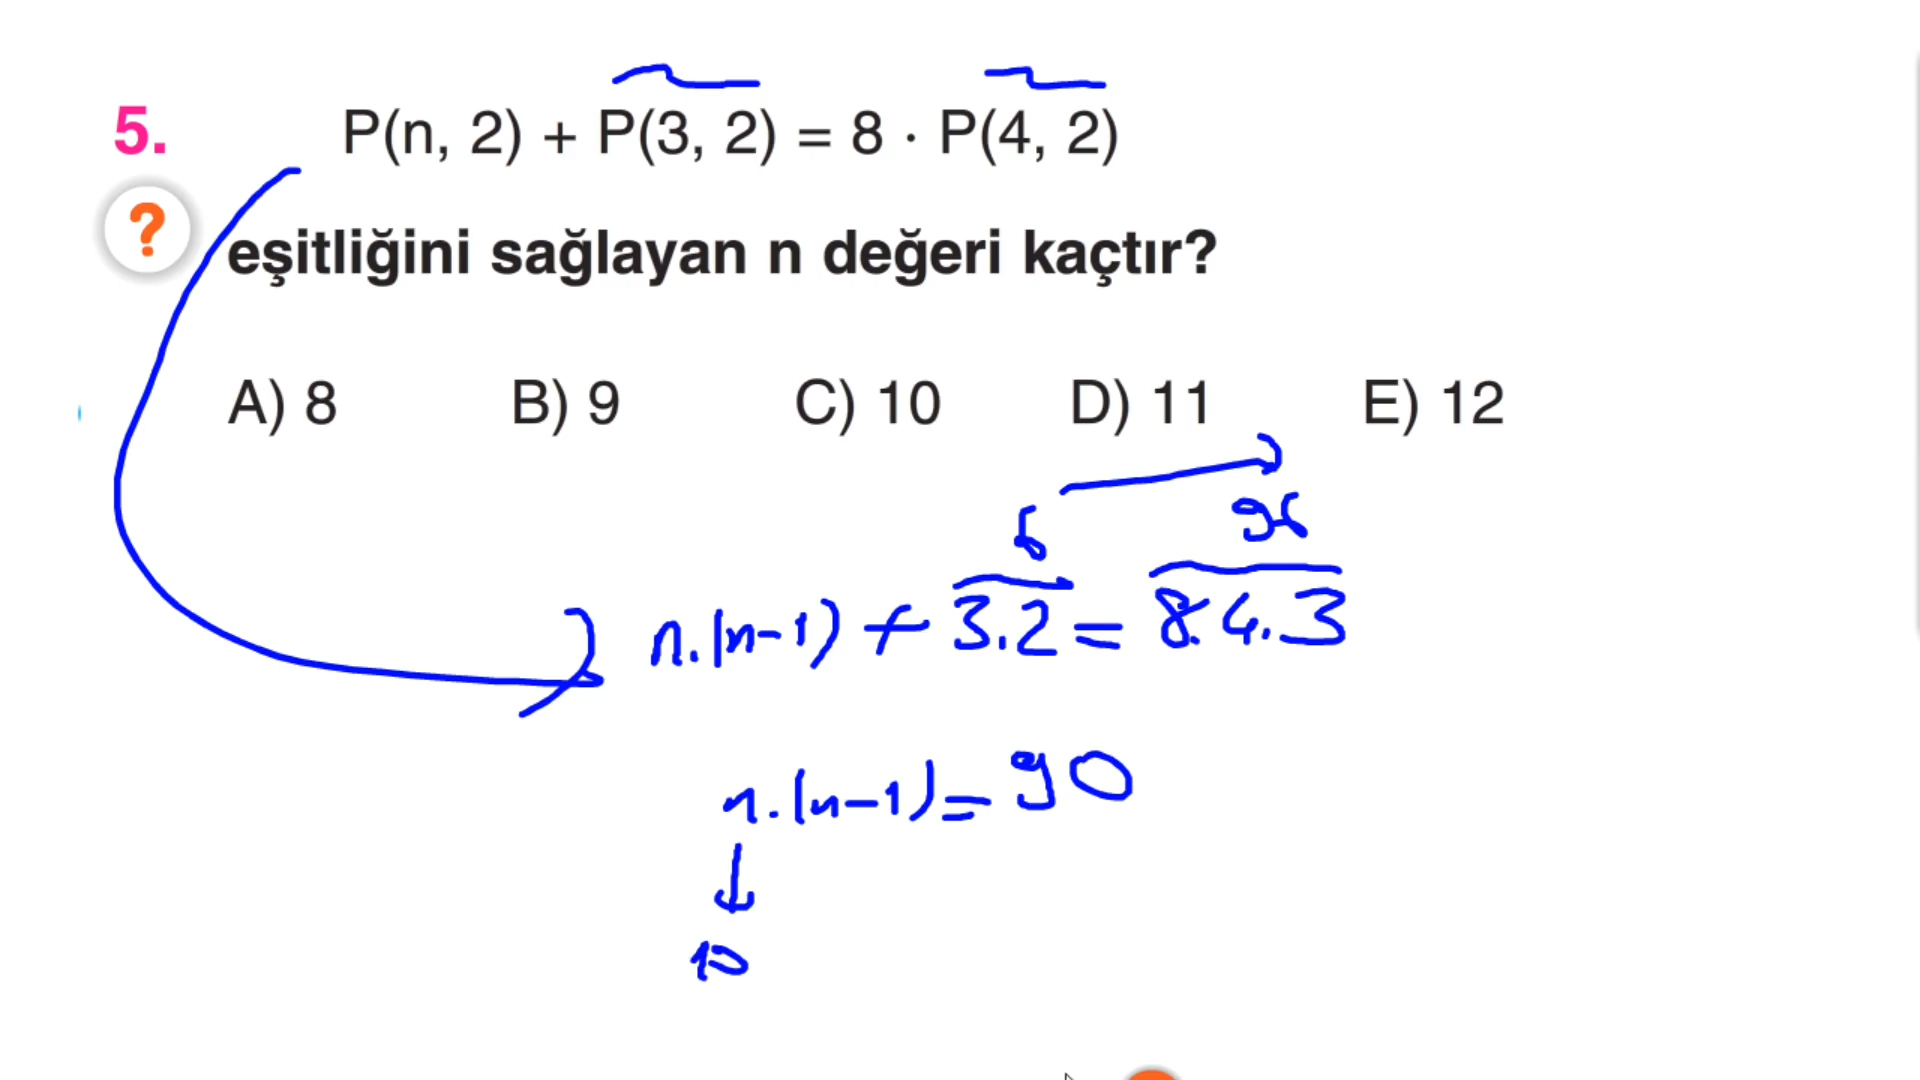 5. P(n, 2) + P(3, 2) = 8 · P(4, 2)
?
eşitliğini sağlayan n değeri kaçtır?
A) 8 B) 9 C) 10 D) 11 E) 12
6 96
n.(n-1) + 3.2 = 8.4.3
n.(n-1) = 90
10